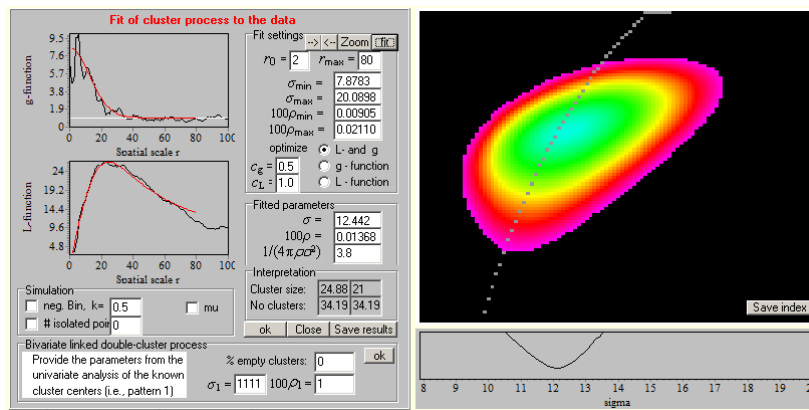 Fit of cluster process to the data
g-function
9.5
7.6
5.7
3.8
1.9
0.0
0 20 40 60 80 100
Spatial scale r
L-function
24
19.2
14.4
9.6
4.8
0 20 40 60 80 100
Spatial scale r
Fit settings
--> <-- Zoom fit
r0 = 2 rmax = 80
σmin = 7.8783
σmax = 20.0898
100ρmin = 0.00905
100ρmax = 0.02110
optimize L- and g
cg = 0.5 g - function
cL = 1.0 L - function
Fitted parameters
σ = 12.442
100ρ = 0.01368
1/(4πρσ²) 3.8
Interpretation
Cluster size: 24.88 21
No clusters: 34.19 34.19
ok Close Save results
Simulation
neg. Bin, k= 0.5 mu
# isolated poir 0
Bivariate linked double-cluster process
Provide the parameters from the
univariate analysis of the known
cluster centers (i.e., pattern 1)
% empty clusters: 0 ok
σ1 = 1111 100ρ1 = 1
Save index
8 9 10 11 12 13 14 15 16 17 18 19 2
sigma